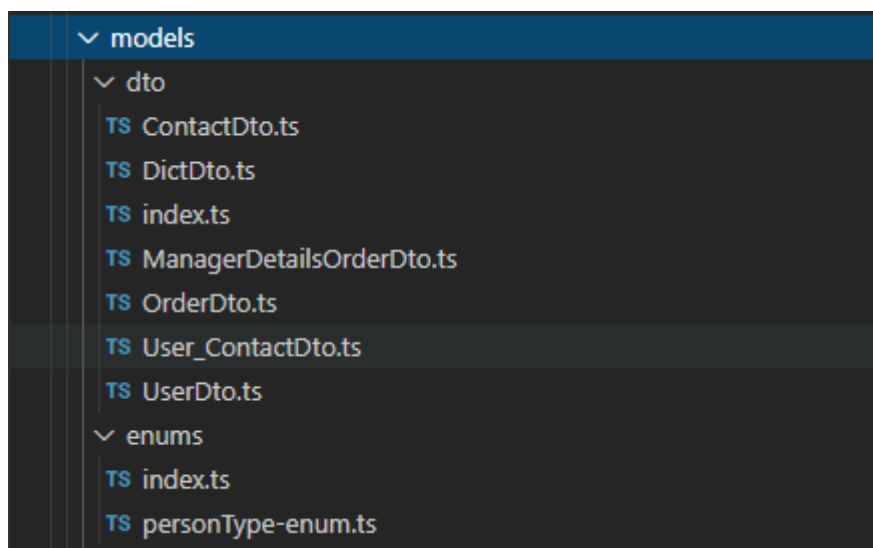 models
dto
TS ContactDto.ts
TS DictDto.ts
TS index.ts
TS ManagerDetailsOrderDto.ts
TS OrderDto.ts
TS User_ContactDto.ts
TS UserDto.ts
enums
TS index.ts
TS personType-enum.ts